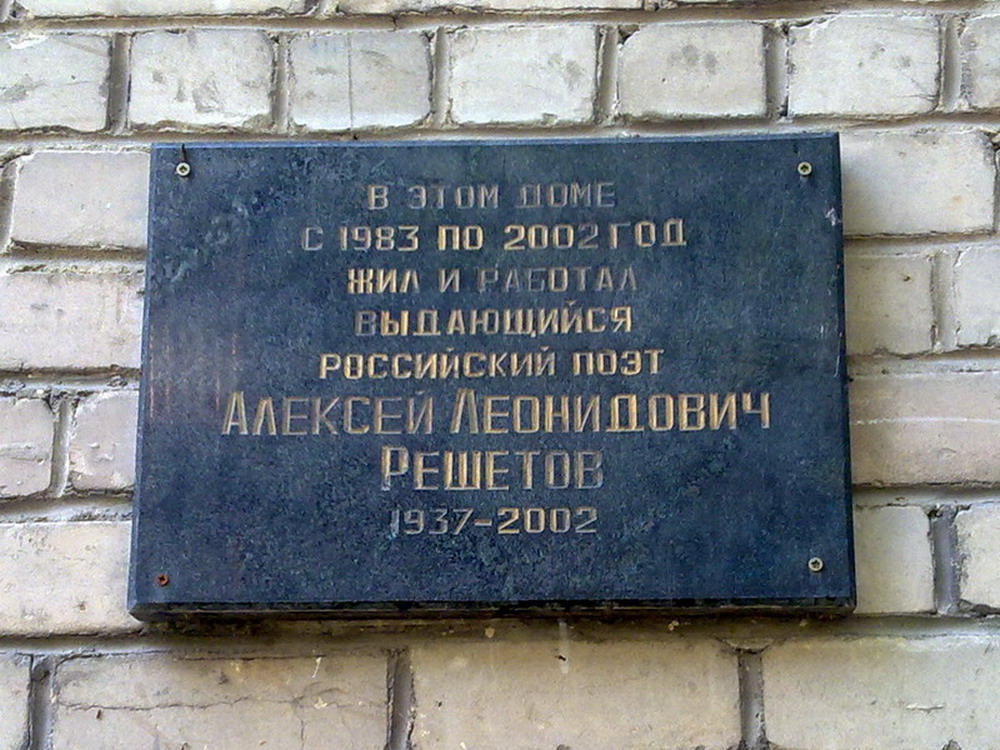 В ЭТОМ ДОМЕ
С 1983 ПО 2002 ГОД
ЖИЛ И РАБОТАЛ
ВЫДАЮЩИЙСЯ
РОССИЙСКИЙ ПОЭТ
АЛЕКСЕЙ ЛЕОНИДОВИЧ
РЕШЕТОВ
1937-2002